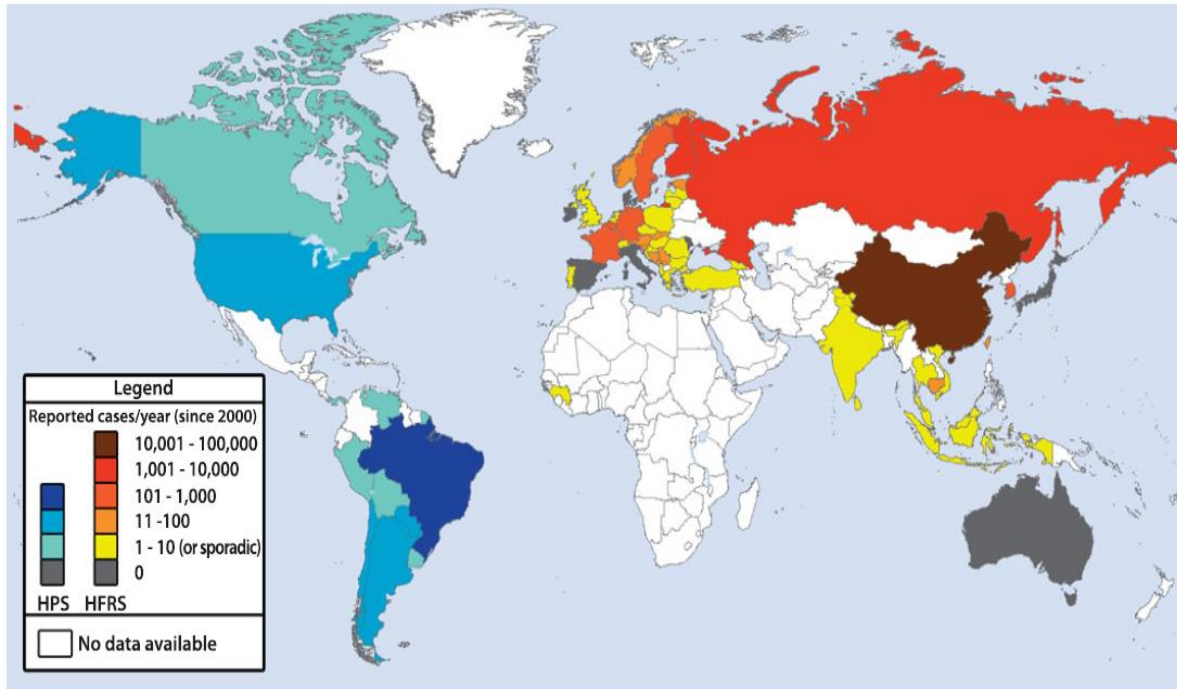 Legend
Reported cases/year (since 2000)
10,001 - 100,000
1,001 - 10,000
101 - 1,000
11 -100
1 - 10 (or sporadic)
0
HPS HFRS
No data available